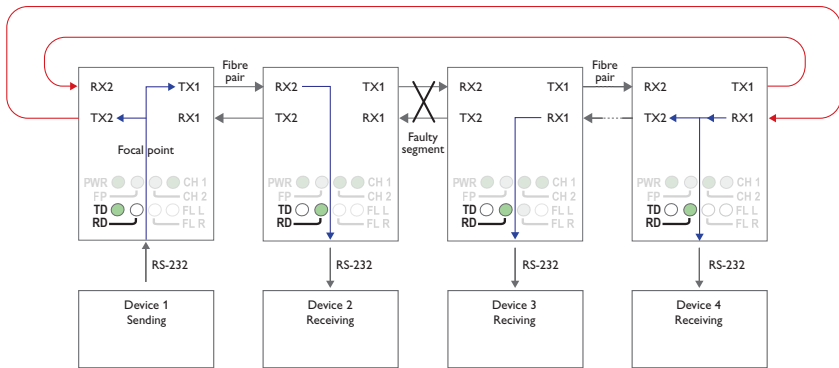 Fibre
pair
Fibre
pair
RX2
TX1
TX2
RX1
Focal point
PWR
CH 1
FP
CH 2
TD
FL L
RD
FL R
RX2
TX1
TX2
RX1
PWR
CH 1
FP
CH 2
TD
FL L
RD
FL R
Faulty
segment
RX2
TX1
TX2
RX1
PWR
CH 1
FP
CH 2
TD
FL L
RD
FL R
RX2
TX1
TX2
RX1
PWR
CH 1
FP
CH 2
TD
FL L
RD
FL R
RS-232
RS-232
RS-232
RS-232
Device 1
Sending
Device 2
Receiving
Device 3
Reciving
Device 4
Receiving